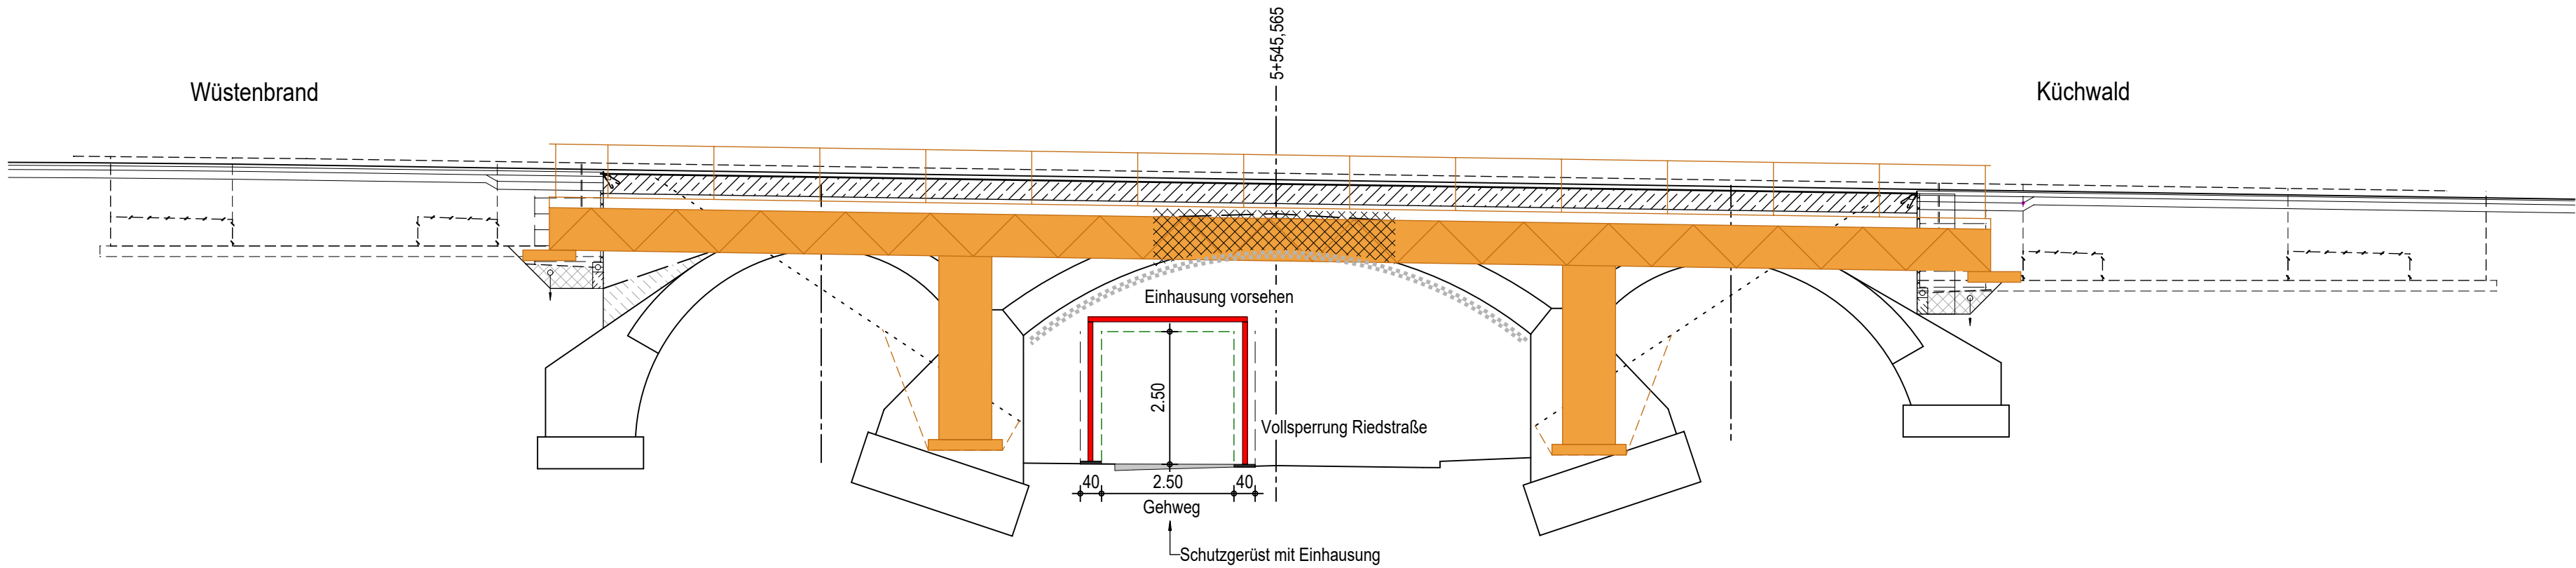 5+545,565
Wüstenbrand
Küchwald
Einhausung vorsehen
2.50
Vollsperrung Riedstraße
40 2.50 40
Gehweg
Schutzgerüst mit Einhausung